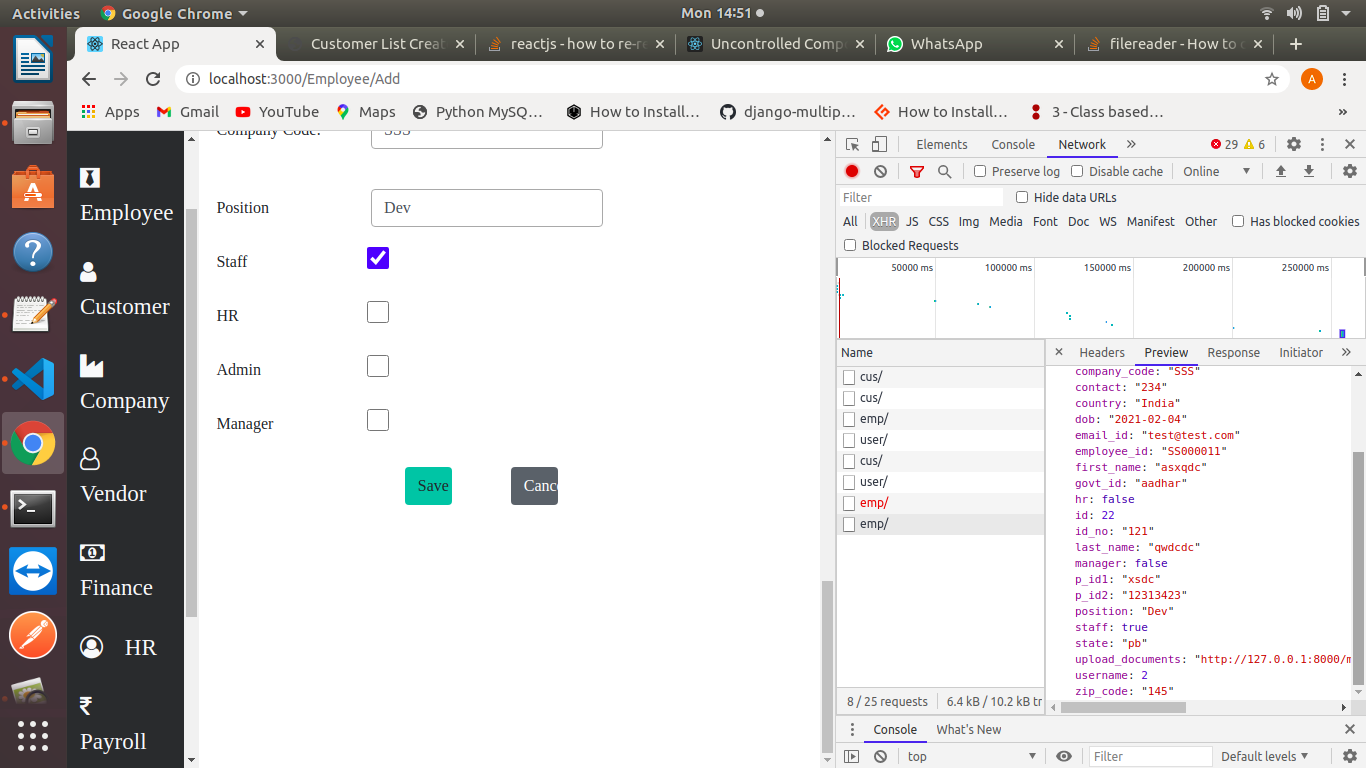 Activities Google Chrome Mon 14:51
React App Customer List Creat reactjs - how to re-r Uncontrolled Comp WhatsApp filereader - How to
localhost:3000/Employee/Add A
Apps Gmail YouTube Maps Python MySQ... How to Install... django-multip... How to Install... 3 - Class based... »
Employee
Customer
Company
Vendor
Finance
HR
₹
Payroll
Company Code: SSS
Position Dev
Staff
HR
Admin
Manager
Save Canc
Elements Console Network » 29 6
Preserve log Disable cache Online
Filter Hide data URLs
All XHR JS CSS Img Media Font Doc WS Manifest Other Has blocked cookies
Blocked Requests
50000 ms 100000 ms 150000 ms 200000 ms 250000 ms
Name
cus/
cus/
emp/
user/
cus/
user/
emp/
emp/
8 / 25 requests 6.4 kB / 10.2 kB tr
Headers Preview Response Initiator »
company_code: "SSS"
contact: "234"
country: "India"
dob: "2021-02-04"
email_id: "test@test.com"
employee_id: "SS000011"
first_name: "asxqdc"
govt_id: "aadhar"
hr: false
id: 22
id_no: "121"
last_name: "qwdcdc"
manager: false
p_id1: "xsdc"
p_id2: "12313423"
position: "Dev"
staff: true
state: "pb"
upload_documents: "http://127.0.0.1:8000/m
username: 2
zip_code: "145"
Console What's New
top Filter Default levels